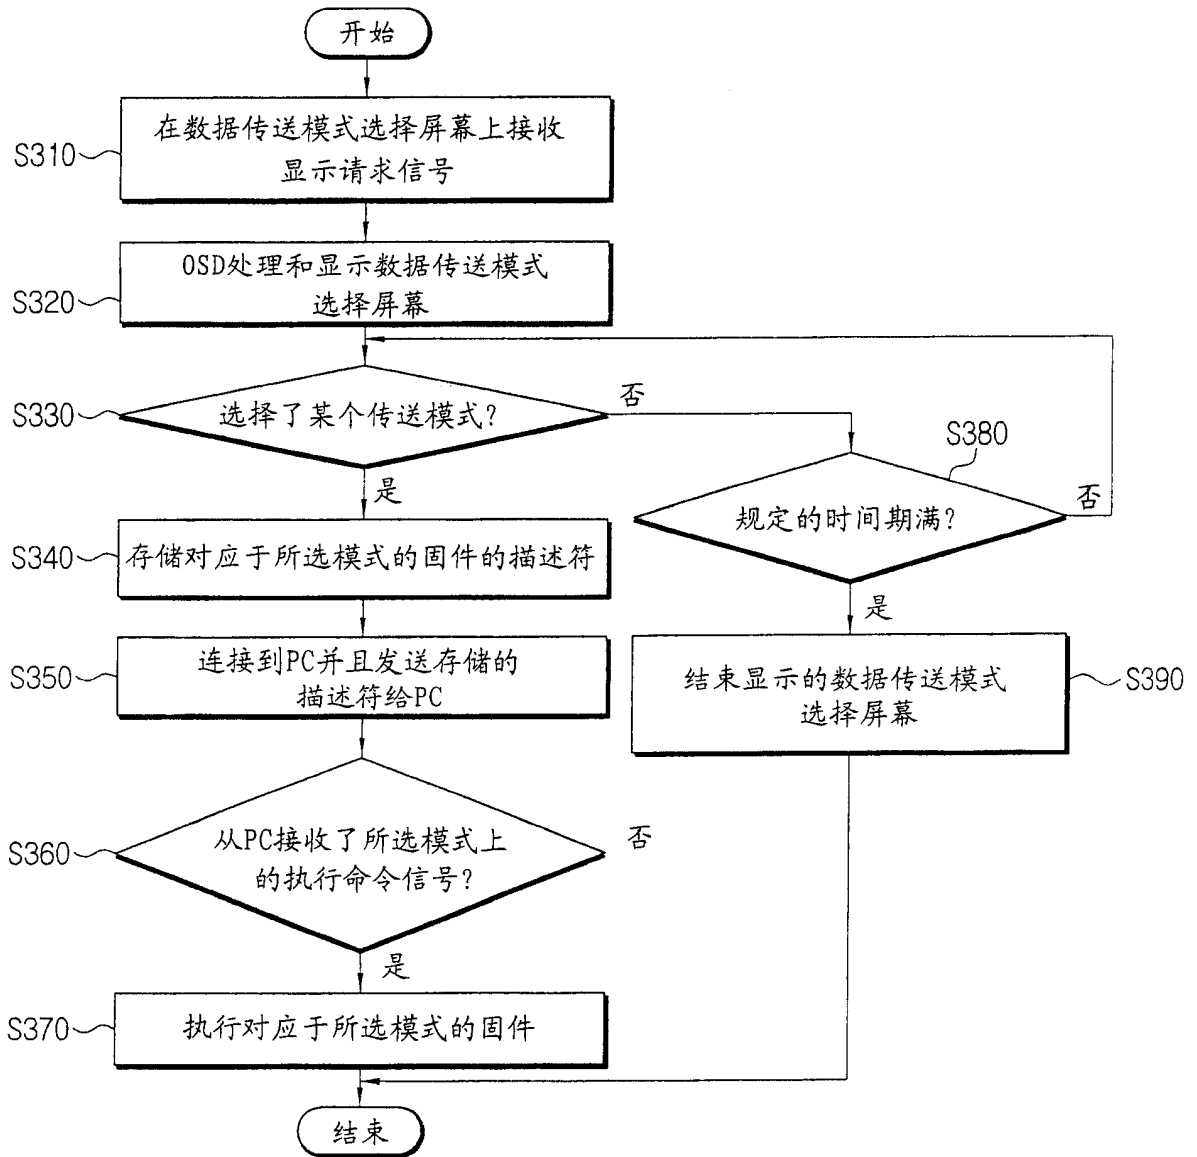 开始
S310
在数据传送模式选择屏幕上接收
显示请求信号
S320
OSD处理和显示数据传送模式
选择屏幕
S330
选择了某个传送模式？
否
是
S380
规定的时间期满？
否
是
S340
存储对应于所选模式的固件的描述符
S350
连接到PC并且发送存储的
描述符给PC
S390
结束显示的数据传送模式
选择屏幕
S360
从PC接收了所选模式上
的执行命令信号？
否
是
S370
执行对应于所选模式的固件
结束